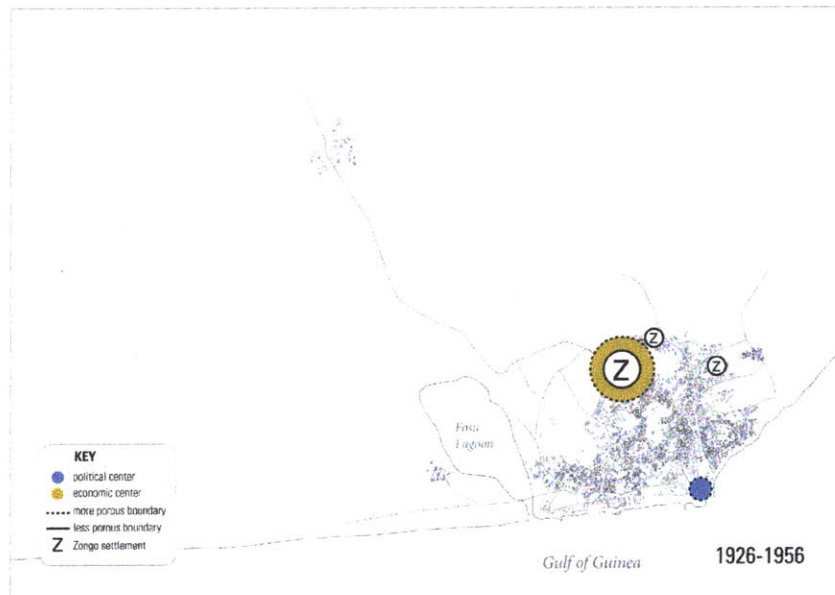 Z
Z
Z
Fosu
Lagoon
KEY
political center
economic center
more porous boundary
less porous boundary
Z Zongo settlement
Gulf of Guinea
1926-1956